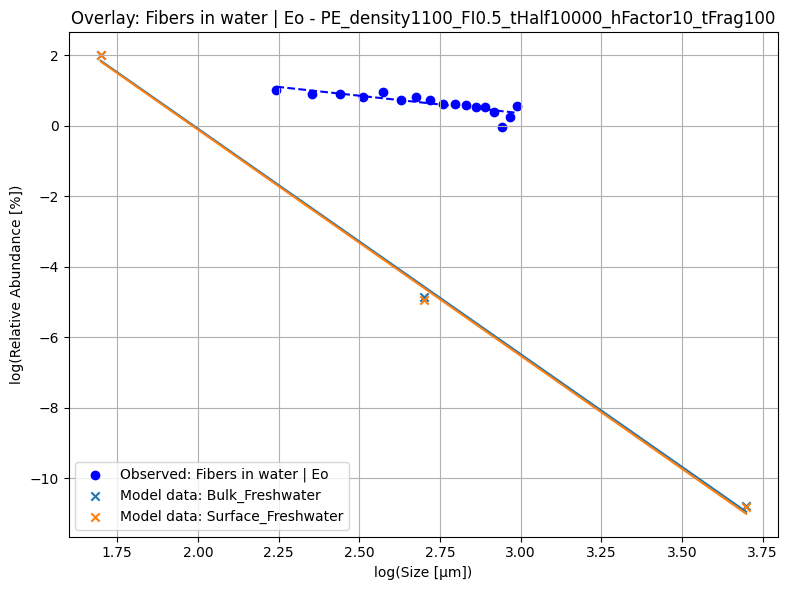 Overlay: Fibers in water | Eo - PE_density1100_FI0.5_tHalf10000_hFactor10_tFrag100
log(Relative Abundance [%])
2
0
−2
−4
−6
−8
−10
Observed: Fibers in water | Eo
Model data: Bulk_Freshwater
Model data: Surface_Freshwater
1.75 2.00 2.25 2.50 2.75 3.00 3.25 3.50 3.75
log(Size [µm])